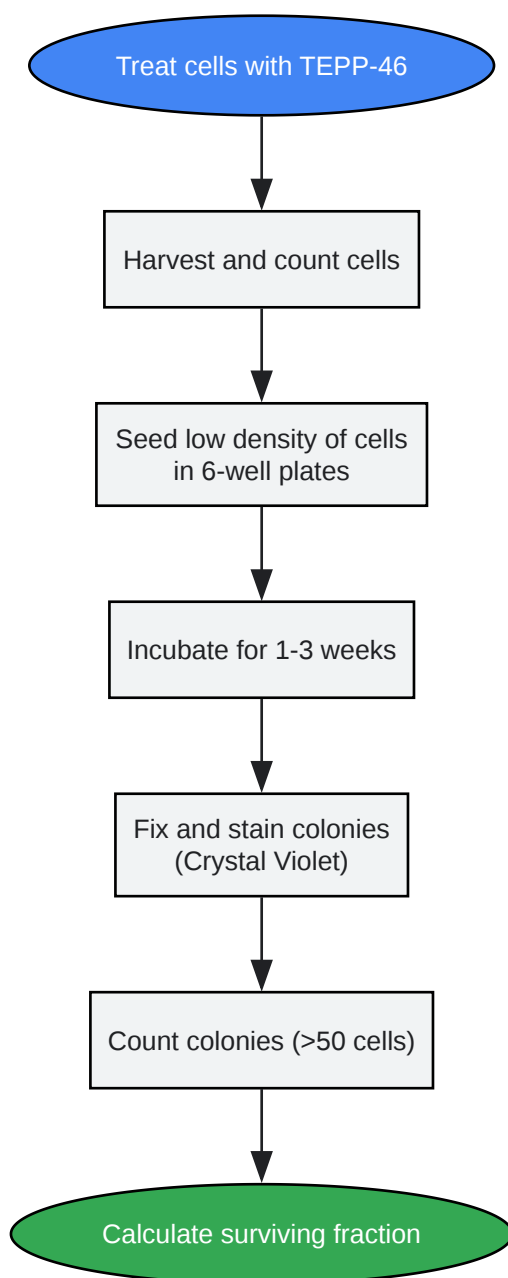 Treat cells with TEPP-46
Harvest and count cells
Seed low density of cells
in 6-well plates
Incubate for 1-3 weeks
Fix and stain colonies
(Crystal Violet)
Count colonies (>50 cells)
Calculate surviving fraction